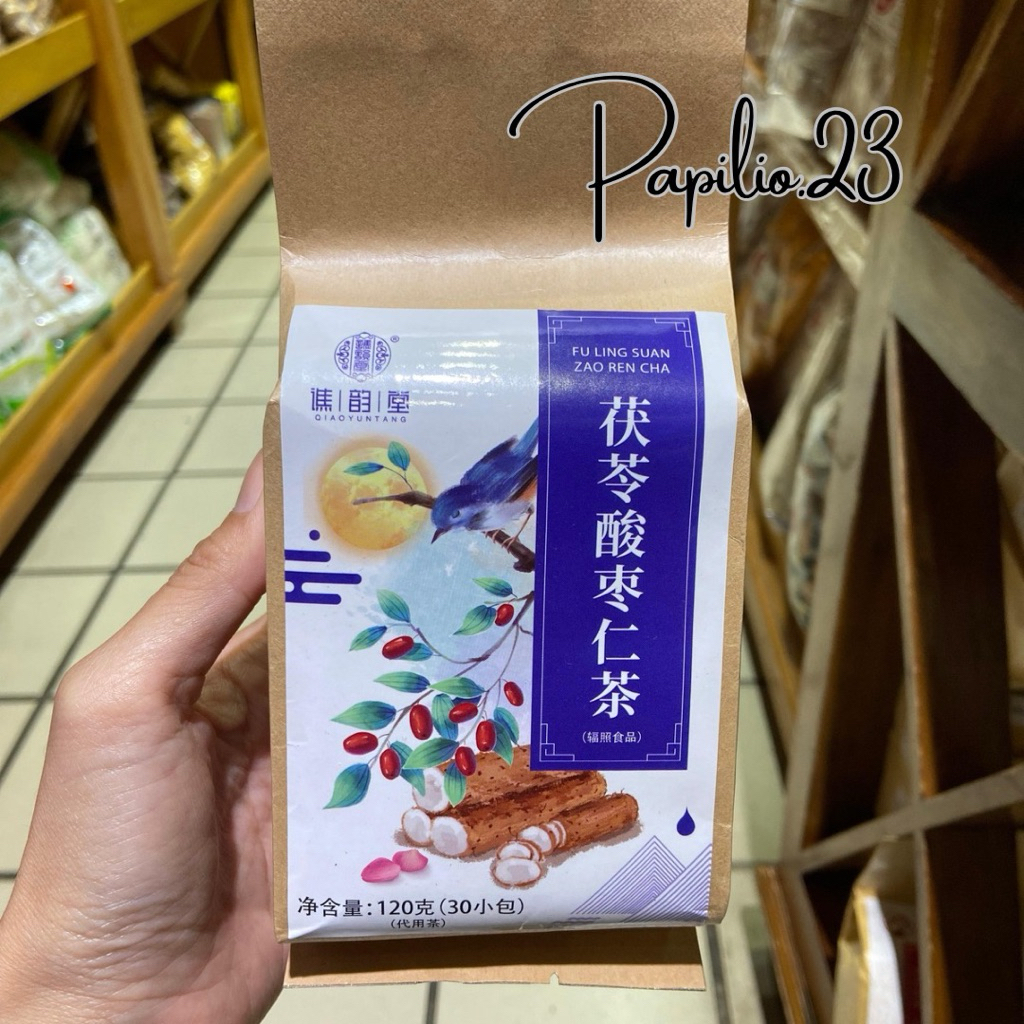 Papilio.23
谯韵堂
QIAOYUNTANG
FU LING SUAN
ZAO REN CHA
茯苓酸枣仁茶
(辐照食品)
净含量:120克(30小包)
(代用茶)